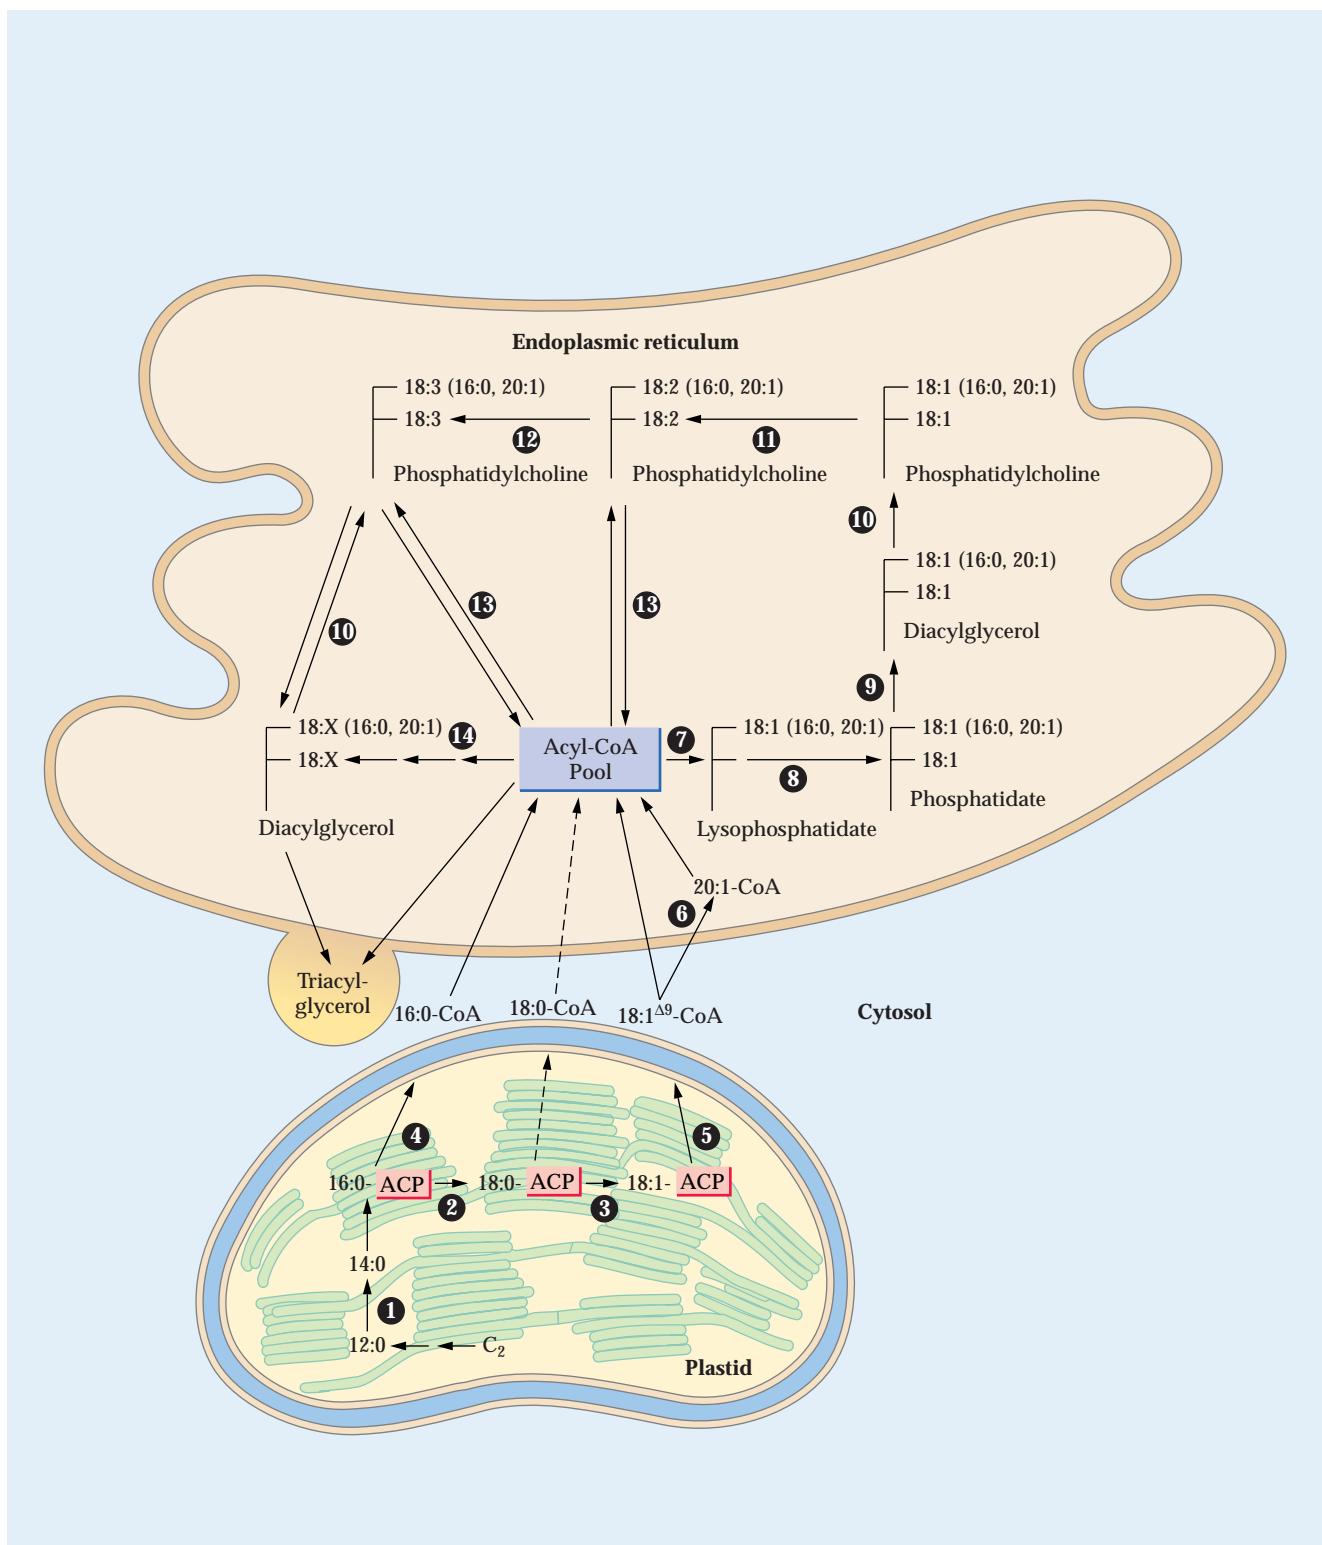 Endoplasmic reticulum
18:3 (16:0, 20:1)
18:3
12
Phosphatidylcholine
18:2 (16:0, 20:1)
18:2
11
Phosphatidylcholine
18:1 (16:0, 20:1)
18:1
Phosphatidylcholine
10
18:1 (16:0, 20:1)
18:1
Diacylglycerol
9
10
13
13
18:X (16:0, 20:1)
18:X
14
Diacylglycerol
Acyl-CoA
Pool
7
18:1 (16:0, 20:1)
8
Lysophosphatidate
18:1 (16:0, 20:1)
18:1
Phosphatidate
20:1-CoA
6
Triacyl-
glycerol
16:0-CoA
18:0-CoA
18:1Δ9-CoA
Cytosol
4
5
16:0- ACP
2
18:0- ACP
3
18:1- ACP
14:0
1
12:0
C2
Plastid